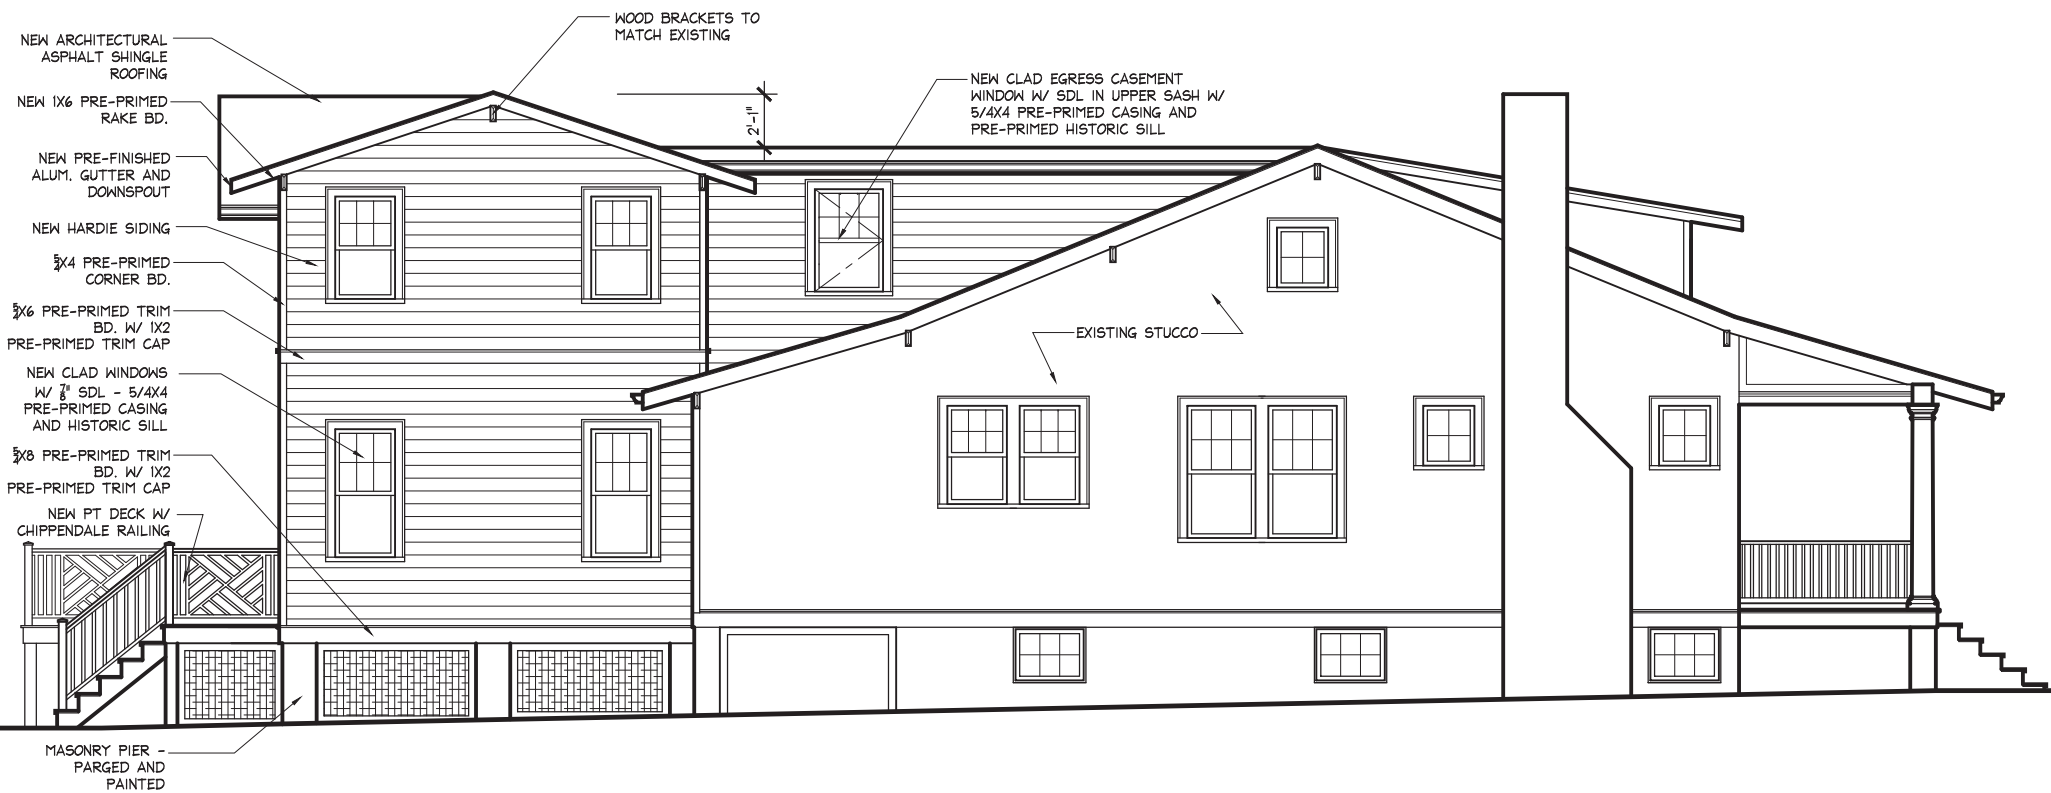 WOOD BRACKETS TO
MATCH EXISTING
NEW ARCHITECTURAL
ASPHALT SHINGLE
ROOFING
NEW 1X6 PRE-PRIMED
RAKE BD.
NEW PRE-FINISHED
ALUM. GUTTER AND
DOWNSPOUT
NEW HARDIE SIDING
5/4X4 PRE-PRIMED
CORNER BD.
5/4X6 PRE-PRIMED TRIM
BD. W/ 1X2
PRE-PRIMED TRIM CAP
NEW CLAD WINDOWS
W/ 7/8" SDL - 5/4X4
PRE-PRIMED CASING
AND HISTORIC SILL
5/4X8 PRE-PRIMED TRIM
BD. W/ 1X2
PRE-PRIMED TRIM CAP
NEW PT DECK W/
CHIPPENDALE RAILING
MASONRY PIER -
PARGED AND
PAINTED
2'-1"
NEW CLAD EGRESS CASEMENT
WINDOW W/ SDL IN UPPER SASH W/
5/4X4 PRE-PRIMED CASING AND
PRE-PRIMED HISTORIC SILL
EXISTING STUCCO